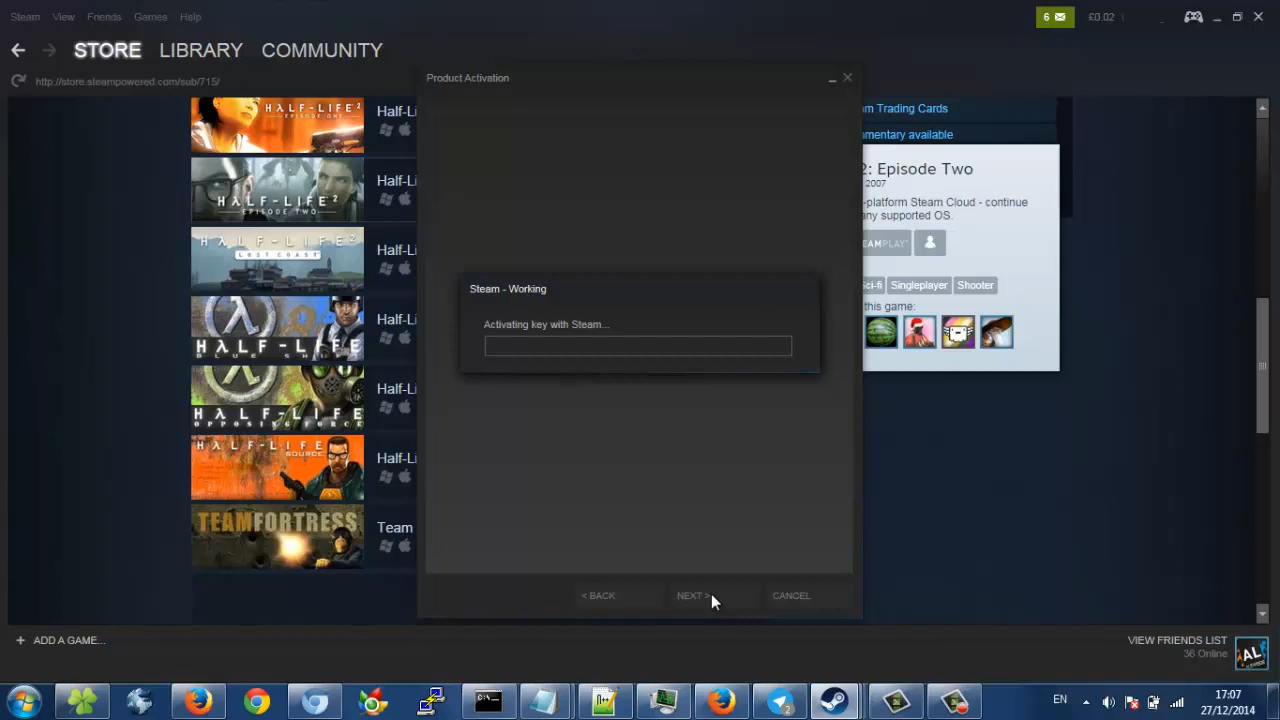 Steam View Friends Games Help
6 £0.02
STORE LIBRARY COMMUNITY
http://store.steampowered.com/sub/715/
Product Activation
HALF-LIFE 2
EPISODE ONE
Half-Li
m Trading Cards
mmentary available
HALF-LIFE 2
EPISODE TWO
Half-Li
2: Episode Two
2007
-platform Steam Cloud - continue
any supported OS.
EAMPLAY
HALF-LIFE 2
LOST COAST
Half-Li
Sci-fi Singleplayer Shooter
this game:
Steam - Working
Activating key with Steam...
HALF-LIFE
BLUE SHIFT
Half-Li
HALF-LIFE
OPPOSING FORCE
Half-Li
HALF-LIFE
SOURCE
Half-Li
TEAM FORTRESS
Team
< BACK NEXT > CANCEL
+ ADD A GAME...
VIEW FRIENDS LIST
36 Online
AL
C:\
2
EN
17:07
27/12/2014